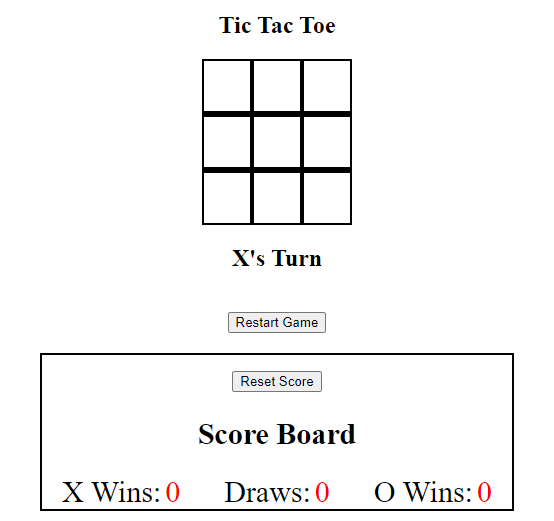 Tic Tac Toe
X's Turn
Restart Game
Reset Score
Score Board
X Wins: 0 Draws: 0 O Wins: 0